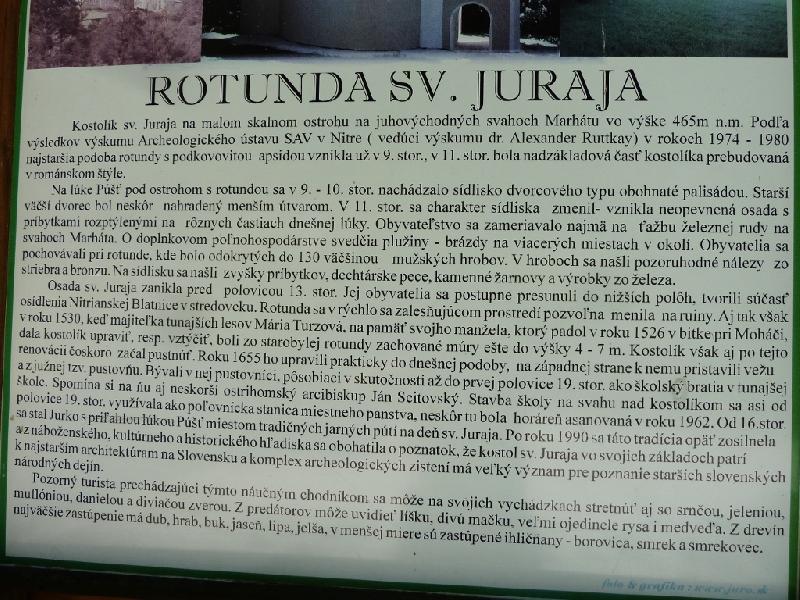 ROTUNDA SV. JURAJA
Kostolík sv. Juraja na malom skalnom ostrohu na juhovýchodných svahoch Marhátu vo výške 465m n.m. Podľa
výsledkov výskumu Archeologického ústavu SAV v Nitre ( vedúci výskumu dr. Alexander Ruttkay) v rokoch 1974 - 1980
najstaršia podoba rotundy s podkovovitou apsidou vznikla už v 9. stor., v 11. stor. bola nadzákladová časť kostolíka prebudovaná
v románskom štýle.
Na lúke Púšť pod ostrohom s rotundou sa v 9. - 10. stor. nachádzalo sídlisko dvorcového typu obohnaté palisádou. Starší
väčší dvorec bol neskôr nahradený menším útvarom. V 11. stor. sa charakter sídliska zmenil- vznikla neopevnená osada s
príbytkami rozptýlenými na rôznych častiach dnešnej lúky. Obyvateľstvo sa zameriavalo najmä na ťažbu železnej rudy na
svahoch Marháta. O doplnkovom poľnohospodárstve svedčia plužiny - brázdy na viacerých miestach v okolí. Obyvatelia sa
pochovávali pri rotunde, kde bolo odokrytých do 130 väčšinou mužských hrobov. V hroboch sa našli pozoruhodné nálezy zo
striebra a bronzu. Na sídlisku sa našli zvyšky príbytkov, dechtárske pece, kamenné žarnovy a výrobky zo železa.
Osada sv. Juraja zanikla pred polovicou 13. stor. Jej obyvatelia sa postupne presunuli do nižších polôh, tvorili súčasť
osídlenia Nitrianskej Blatnice v stredoveku. Rotunda sa v rýchlo sa zalesňujúcom prostredí pozvoľna menila na ruiny. Aj tak však
v roku 1530, keď majiteľka tunajších lesov Mária Turzová, na pamäť svojho manžela, ktorý padol v roku 1526 v bitke pri Moháči,
dala kostolík upraviť, resp. vztýčiť, boli zo starobylej rotundy zachované múry ešte do výšky 4 - 7 m. Kostolík však aj po tejto
renovácii čoskoro začal pustnúť. Roku 1655 ho upravili prakticky do dnešnej podoby, na západnej strane k nemu pristavili vežu
a z južnej tzv. pustovňu. Bývali v nej pustovníci, pôsobiaci v skutočnosti až do prvej polovice 19. stor. ako školský bratia v tunajšej
škole. Spomína si na ňu aj neskorší ostrihomský arcibiskup Ján Scitovský. Stavba školy na svahu nad kostolíkom sa asi od
polovice 19. stor. využívala ako poľovnícka stanica miestneho panstva, neskôr tu bola horáreň asanovaná v roku 1962. Od 16.stor.
sa stal Jurko s priľahlou lúkou Púšť miestom tradičných jarných pútí na deň sv. Juraja. Po roku 1990 sa táto tradícia opäť zosilnela
a z náboženského, kultúrneho a historického hľadiska sa obohatila o poznatok, že kostol sv. Juraja vo svojich základoch patrí
k najstarším architektúram na Slovensku a komplex archeologických zistení má veľký význam pre poznanie starších slovenských
národných dejín.
Pozorný turista prechádzajúci týmto náučným chodníkom sa môže na svojich vychádzkach stretnúť aj so srnčou, jeleniou,
muflóniou, danielou a diviačou zverou. Z predátorov môže uvidieť líšku, divú mačku, veľmi ojedinele rysa i medveďa. Z drevín
najväčšie zastúpenie má dub, hrab, buk, jaseň, lipa, jelša, v menšej miere sú zastúpené ihličňany - borovica, smrek a smrekovec.
foto & grafika : www.juro.sk